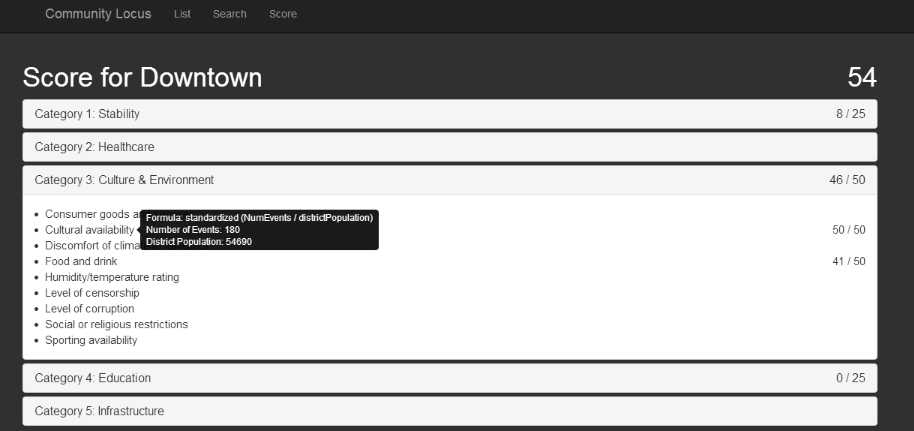 Community Locus List Search Score
Score for Downtown 54
Category 1: Stability 8 / 25
Category 2: Healthcare
Category 3: Culture & Environment 46 / 50
Consumer goods
Formula: standardized (NumEvents / districtPopulation)
Cultural availability Number of Events: 180 50 / 50
Discomfort of District Population: 54690
Food and drink 41 / 50
Humidity/temperature rating
Level of censorship
Level of corruption
Social or religious restrictions
Sporting availability
Category 4: Education 0 / 25
Category 5: Infrastructure